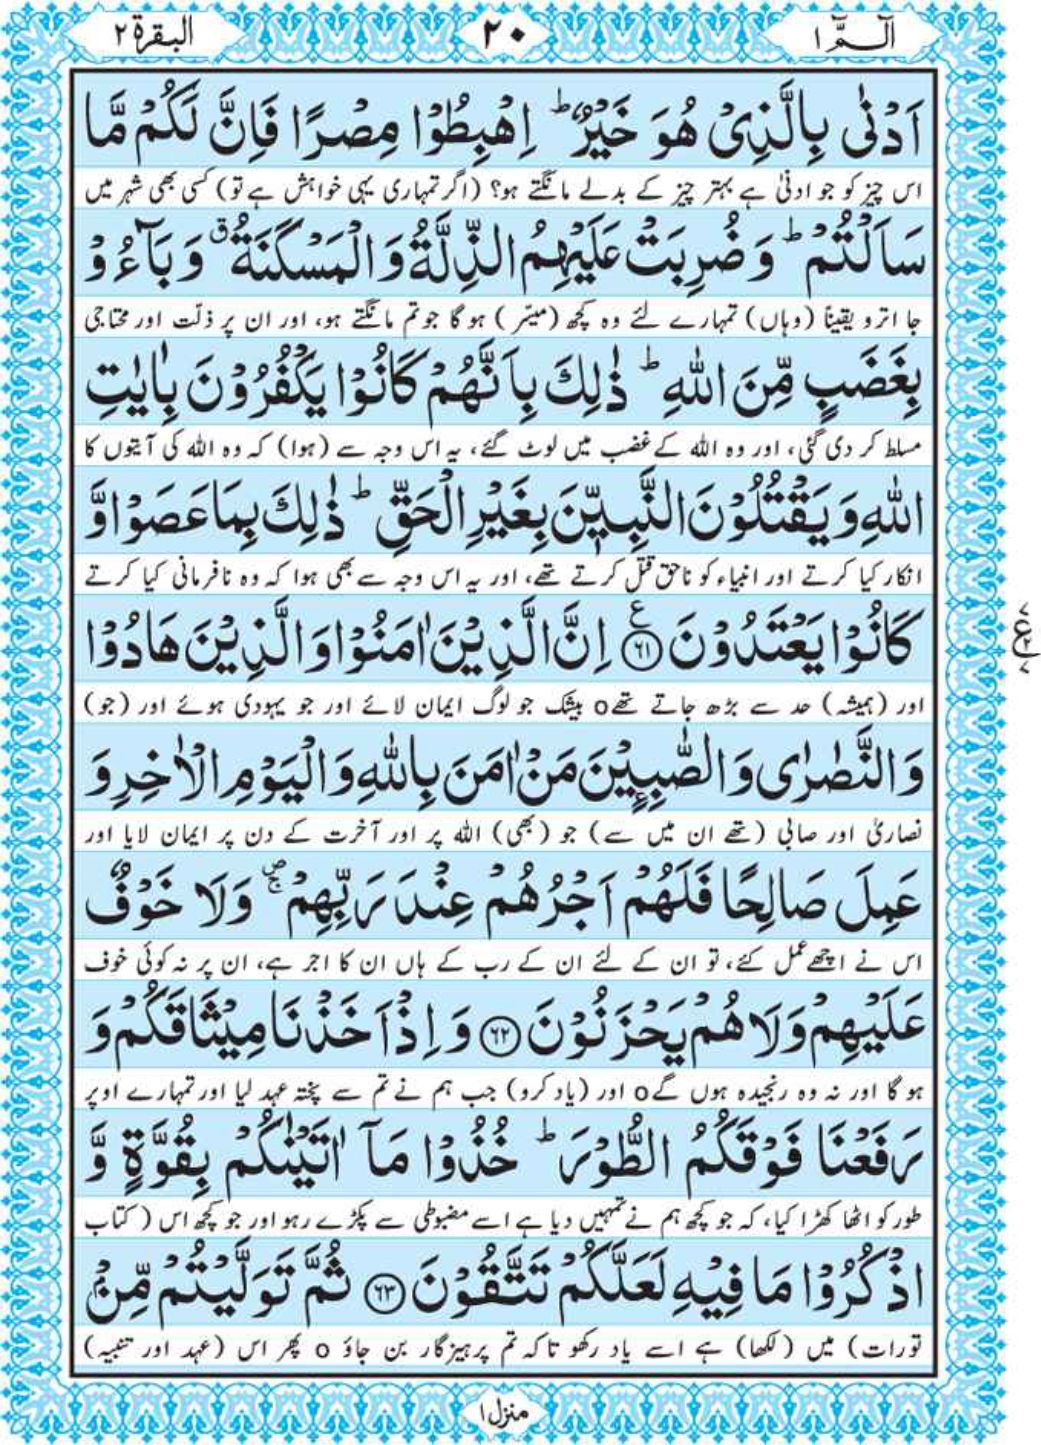 البقرة ٢
٢٠
الٓـمّٓ ١
اَدْنٰى بِالَّذِیْ هُوَ خَیْرٌ ؕ اِهْبِطُوْا مِصْرًا فَاِنَّ لَكُمْ مَّا
اس چیز کو جو ادنیٰ ہے بہتر چیز کے بدلے مانگتے ہو؟ (اگر تمہاری یہی خواہش ہے تو) کسی بھی شہر میں
سَاَلْتُمْ ؕ وَ ضُرِبَتْ عَلَیْهِمُ الذِّلَّةُ وَ الْمَسْكَنَةُ ۗ وَ بَآءُوْ
جا اترو یقیناً (وہاں) تمہارے لئے وہ کچھ (میسّر) ہو گا جو تم مانگتے ہو، اور ان پر ذلّت اور محتاجی
بِغَضَبٍ مِّنَ اللّٰهِ ؕ ذٰلِكَ بِاَنَّهُمْ كَانُوْا یَكْفُرُوْنَ بِاٰیٰتِ
مسلط کر دی گئی، اور وہ اللہ کے غضب میں لوٹ گئے، یہ اس وجہ سے (ہوا) کہ وہ اللہ کی آیتوں کا
اللّٰهِ وَ یَقْتُلُوْنَ النَّبِیّٖنَ بِغَیْرِ الْحَقِّ ؕ ذٰلِكَ بِمَا عَصَوْا وَّ
انکار کیا کرتے اور انبیاء کو ناحق قتل کرتے تھے، اور یہ اس وجہ سے بھی ہوا کہ وہ نافرمانی کیا کرتے
كَانُوْا یَعْتَدُوْنَ ﴿۶۱﴾ ع اِنَّ الَّذِیْنَ اٰمَنُوْا وَ الَّذِیْنَ هَادُوْا
اور (ہمیشہ) حد سے بڑھ جاتے تھےo بیشک جو لوگ ایمان لائے اور جو یہودی ہوئے اور (جو)
وَ النَّصٰرٰى وَ الصّٰبِـِٕیْنَ مَنْ اٰمَنَ بِاللّٰهِ وَ الْیَوْمِ الْاٰخِرِ وَ
نصاریٰ اور صابی (تھے ان میں سے) جو (بھی) اللہ پر اور آخرت کے دن پر ایمان لایا اور
عَمِلَ صَالِحًا فَلَهُمْ اَجْرُهُمْ عِنْدَ رَبِّهِمْ ۪ۚ وَلَا خَوْفٌ
اس نے اچھے عمل کئے، تو ان کے لئے ان کے رب کے ہاں ان کا اجر ہے، ان پر نہ کوئی خوف
عَلَیْهِمْ وَلَا هُمْ یَحْزَنُوْنَ ﴿۶۲﴾ وَ اِذْ اَخَذْنَا مِیْثَاقَكُمْ وَ
ہو گا اور نہ وہ رنجیدہ ہوں گےo اور (یاد کرو) جب ہم نے تم سے پختہ عہد لیا اور تمہارے اوپر
رَفَعْنَا فَوْقَكُمُ الطُّوْرَ ؕ خُذُوْا مَاۤ اٰتَیْنٰكُمْ بِقُوَّةٍ وَّ
طور کو اٹھا کھڑا کیا، کہ جو کچھ ہم نے تمہیں دیا ہے اسے مضبوطی سے پکڑے رہو اور جو کچھ اس (کتاب
اذْكُرُوْا مَا فِیْهِ لَعَلَّكُمْ تَتَّقُوْنَ ﴿۶۳﴾ ثُمَّ تَوَلَّیْتُمْ مِّنْۢ
تورات) میں (لکھا) ہے اسے یاد رکھو تاکہ تم پرہیزگار بن جاؤ o پھر اس (عہد اور تنبیہ)
منزل ۱